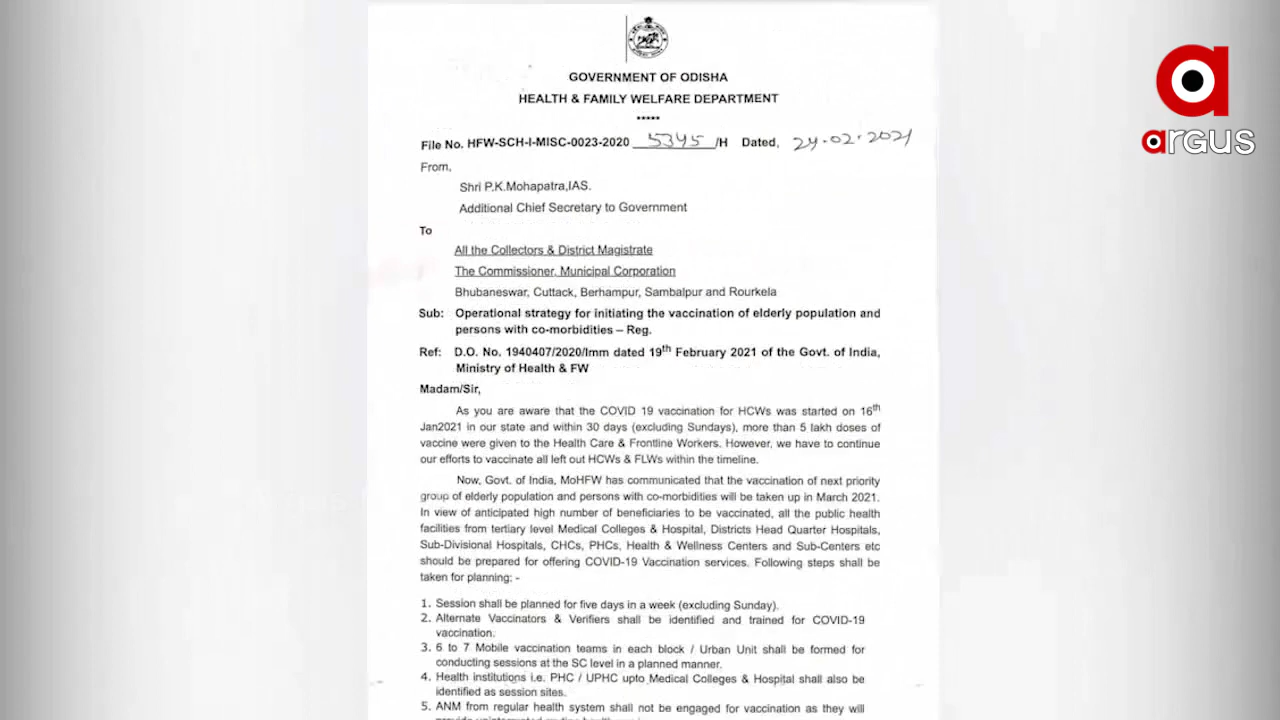 GOVERNMENT OF ODISHA
HEALTH & FAMILY WELFARE DEPARTMENT
*****
File No. HFW-SCH-I-MISC-0023-2020 5345 /H Dated, 24.02.2021
From,
Shri P.K.Mohapatra,IAS.
Additional Chief Secretary to Government
To
All the Collectors & District Magistrate
The Commissioner, Municipal Corporation
Bhubaneswar, Cuttack, Berhampur, Sambalpur and Rourkela
Sub: Operational strategy for initiating the vaccination of elderly population and
persons with co-morbidities – Reg.
Ref: D.O. No. 1940407/2020/Imm dated 19th February 2021 of the Govt. of India,
Ministry of Health & FW
Madam/Sir,
As you are aware that the COVID 19 vaccination for HCWs was started on 16th
Jan2021 in our state and within 30 days (excluding Sundays), more than 5 lakh doses of
vaccine were given to the Health Care & Frontline Workers. However, we have to continue
our efforts to vaccinate all left out HCWs & FLWs within the timeline.
Now, Govt. of India, MoHFW has communicated that the vaccination of next priority
group of elderly population and persons with co-morbidities will be taken up in March 2021.
In view of anticipated high number of beneficiaries to be vaccinated, all the public health
facilities from tertiary level Medical Colleges & Hospital, Districts Head Quarter Hospitals,
Sub-Divisional Hospitals, CHCs, PHCs, Health & Wellness Centers and Sub-Centers etc
should be prepared for offering COVID-19 Vaccination services. Following steps shall be
taken for planning: -
1. Session shall be planned for five days in a week (excluding Sunday).
2. Alternate Vaccinators & Verifiers shall be identified and trained for COVID-19
vaccination.
3. 6 to 7 Mobile vaccination teams in each block / Urban Unit shall be formed for
conducting sessions at the SC level in a planned manner.
4. Health institutions i.e. PHC / UPHC upto Medical Colleges & Hospital shall also be
identified as session sites.
5. ANM from regular health system shall not be engaged for vaccination as they will
a
argus